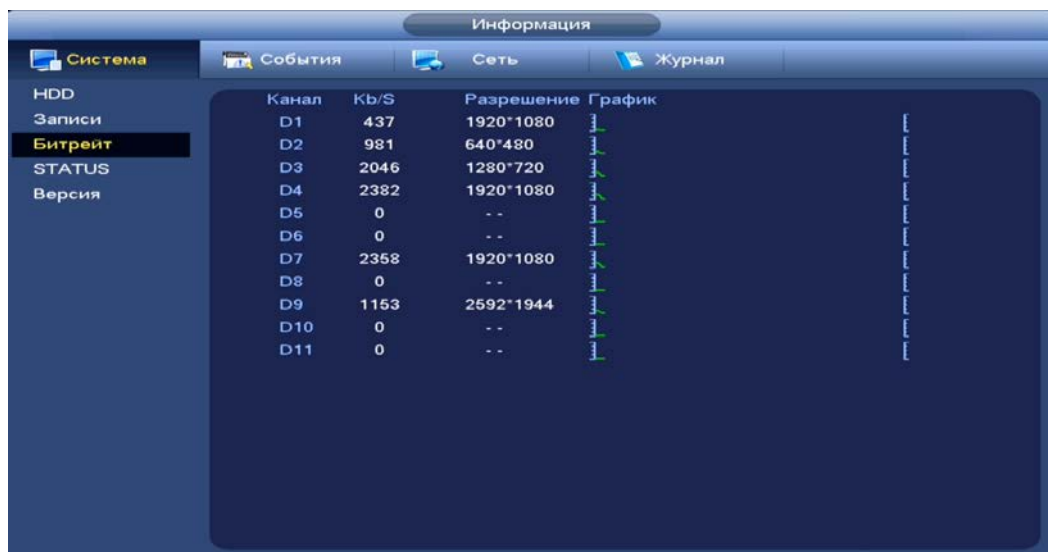 Информация
Система События Сеть Журнал
HDD
Записи
Битрейт
STATUS
Версия
Канал Kb/S Разрешение График
D1 437 1920*1080
D2 981 640*480
D3 2046 1280*720
D4 2382 1920*1080
D5 0 - -
D6 0 - -
D7 2358 1920*1080
D8 0 - -
D9 1153 2592*1944
D10 0 - -
D11 0 - -